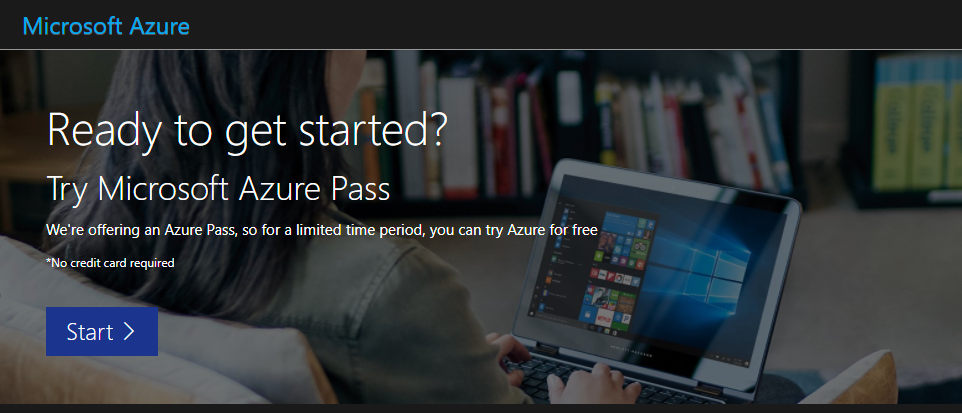 Microsoft Azure
Ready to get started?
Try Microsoft Azure Pass
We're offering an Azure Pass, so for a limited time period, you can try Azure for free
*No credit card required
Start >